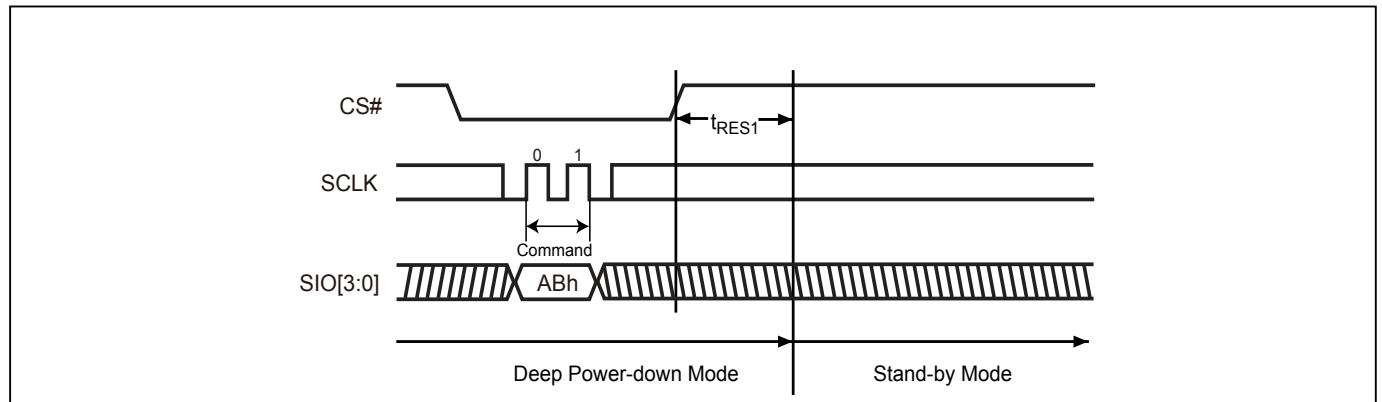 CS#
tRES1
0 1
SCLK
Command
SIO[3:0]
ABh
Deep Power-down Mode
Stand-by Mode